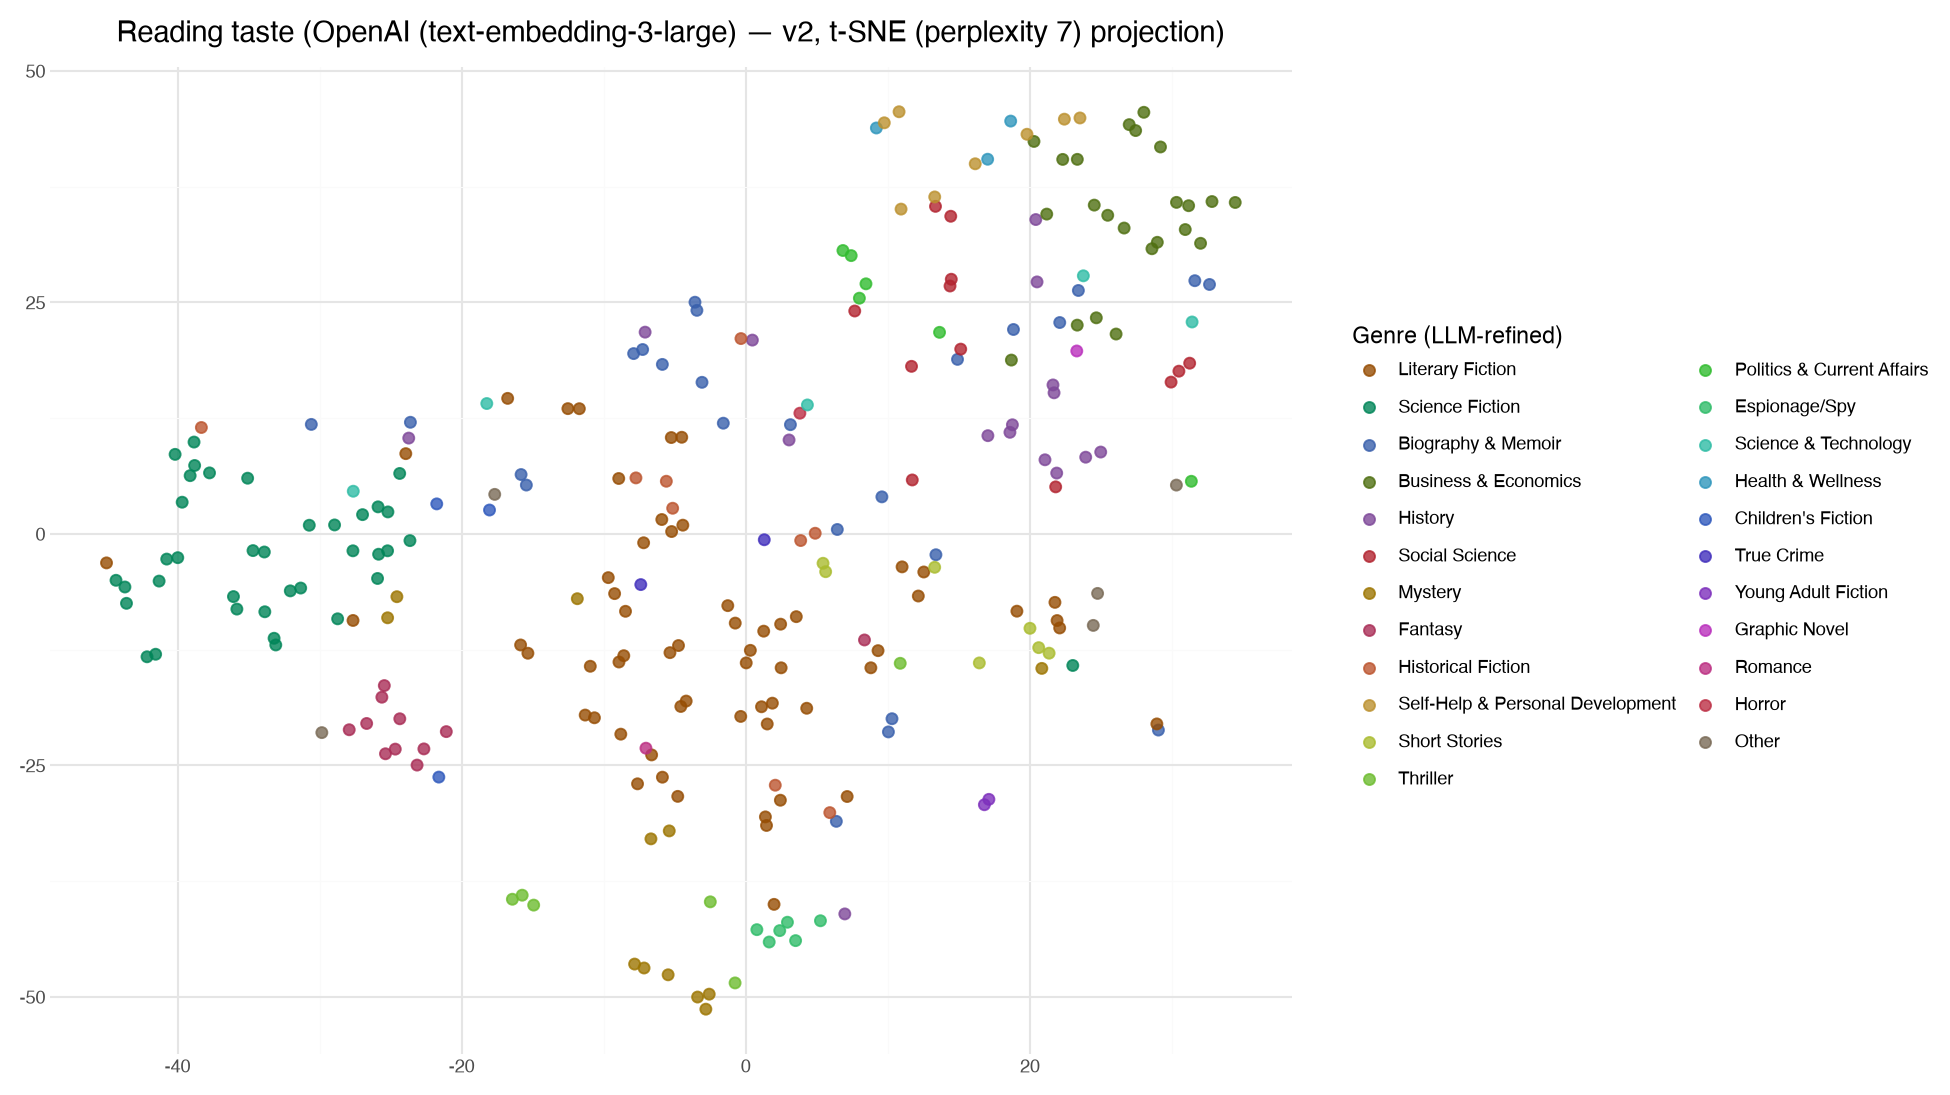 Reading taste (OpenAI (text-embedding-3-large) — v2, t-SNE (perplexity 7) projection)
50
25
0
-25
-50
-40
-20
0
20
Genre (LLM-refined)
Literary Fiction
Science Fiction
Biography & Memoir
Business & Economics
History
Social Science
Mystery
Fantasy
Historical Fiction
Self-Help & Personal Development
Short Stories
Thriller
Politics & Current Affairs
Espionage/Spy
Science & Technology
Health & Wellness
Children's Fiction
True Crime
Young Adult Fiction
Graphic Novel
Romance
Horror
Other